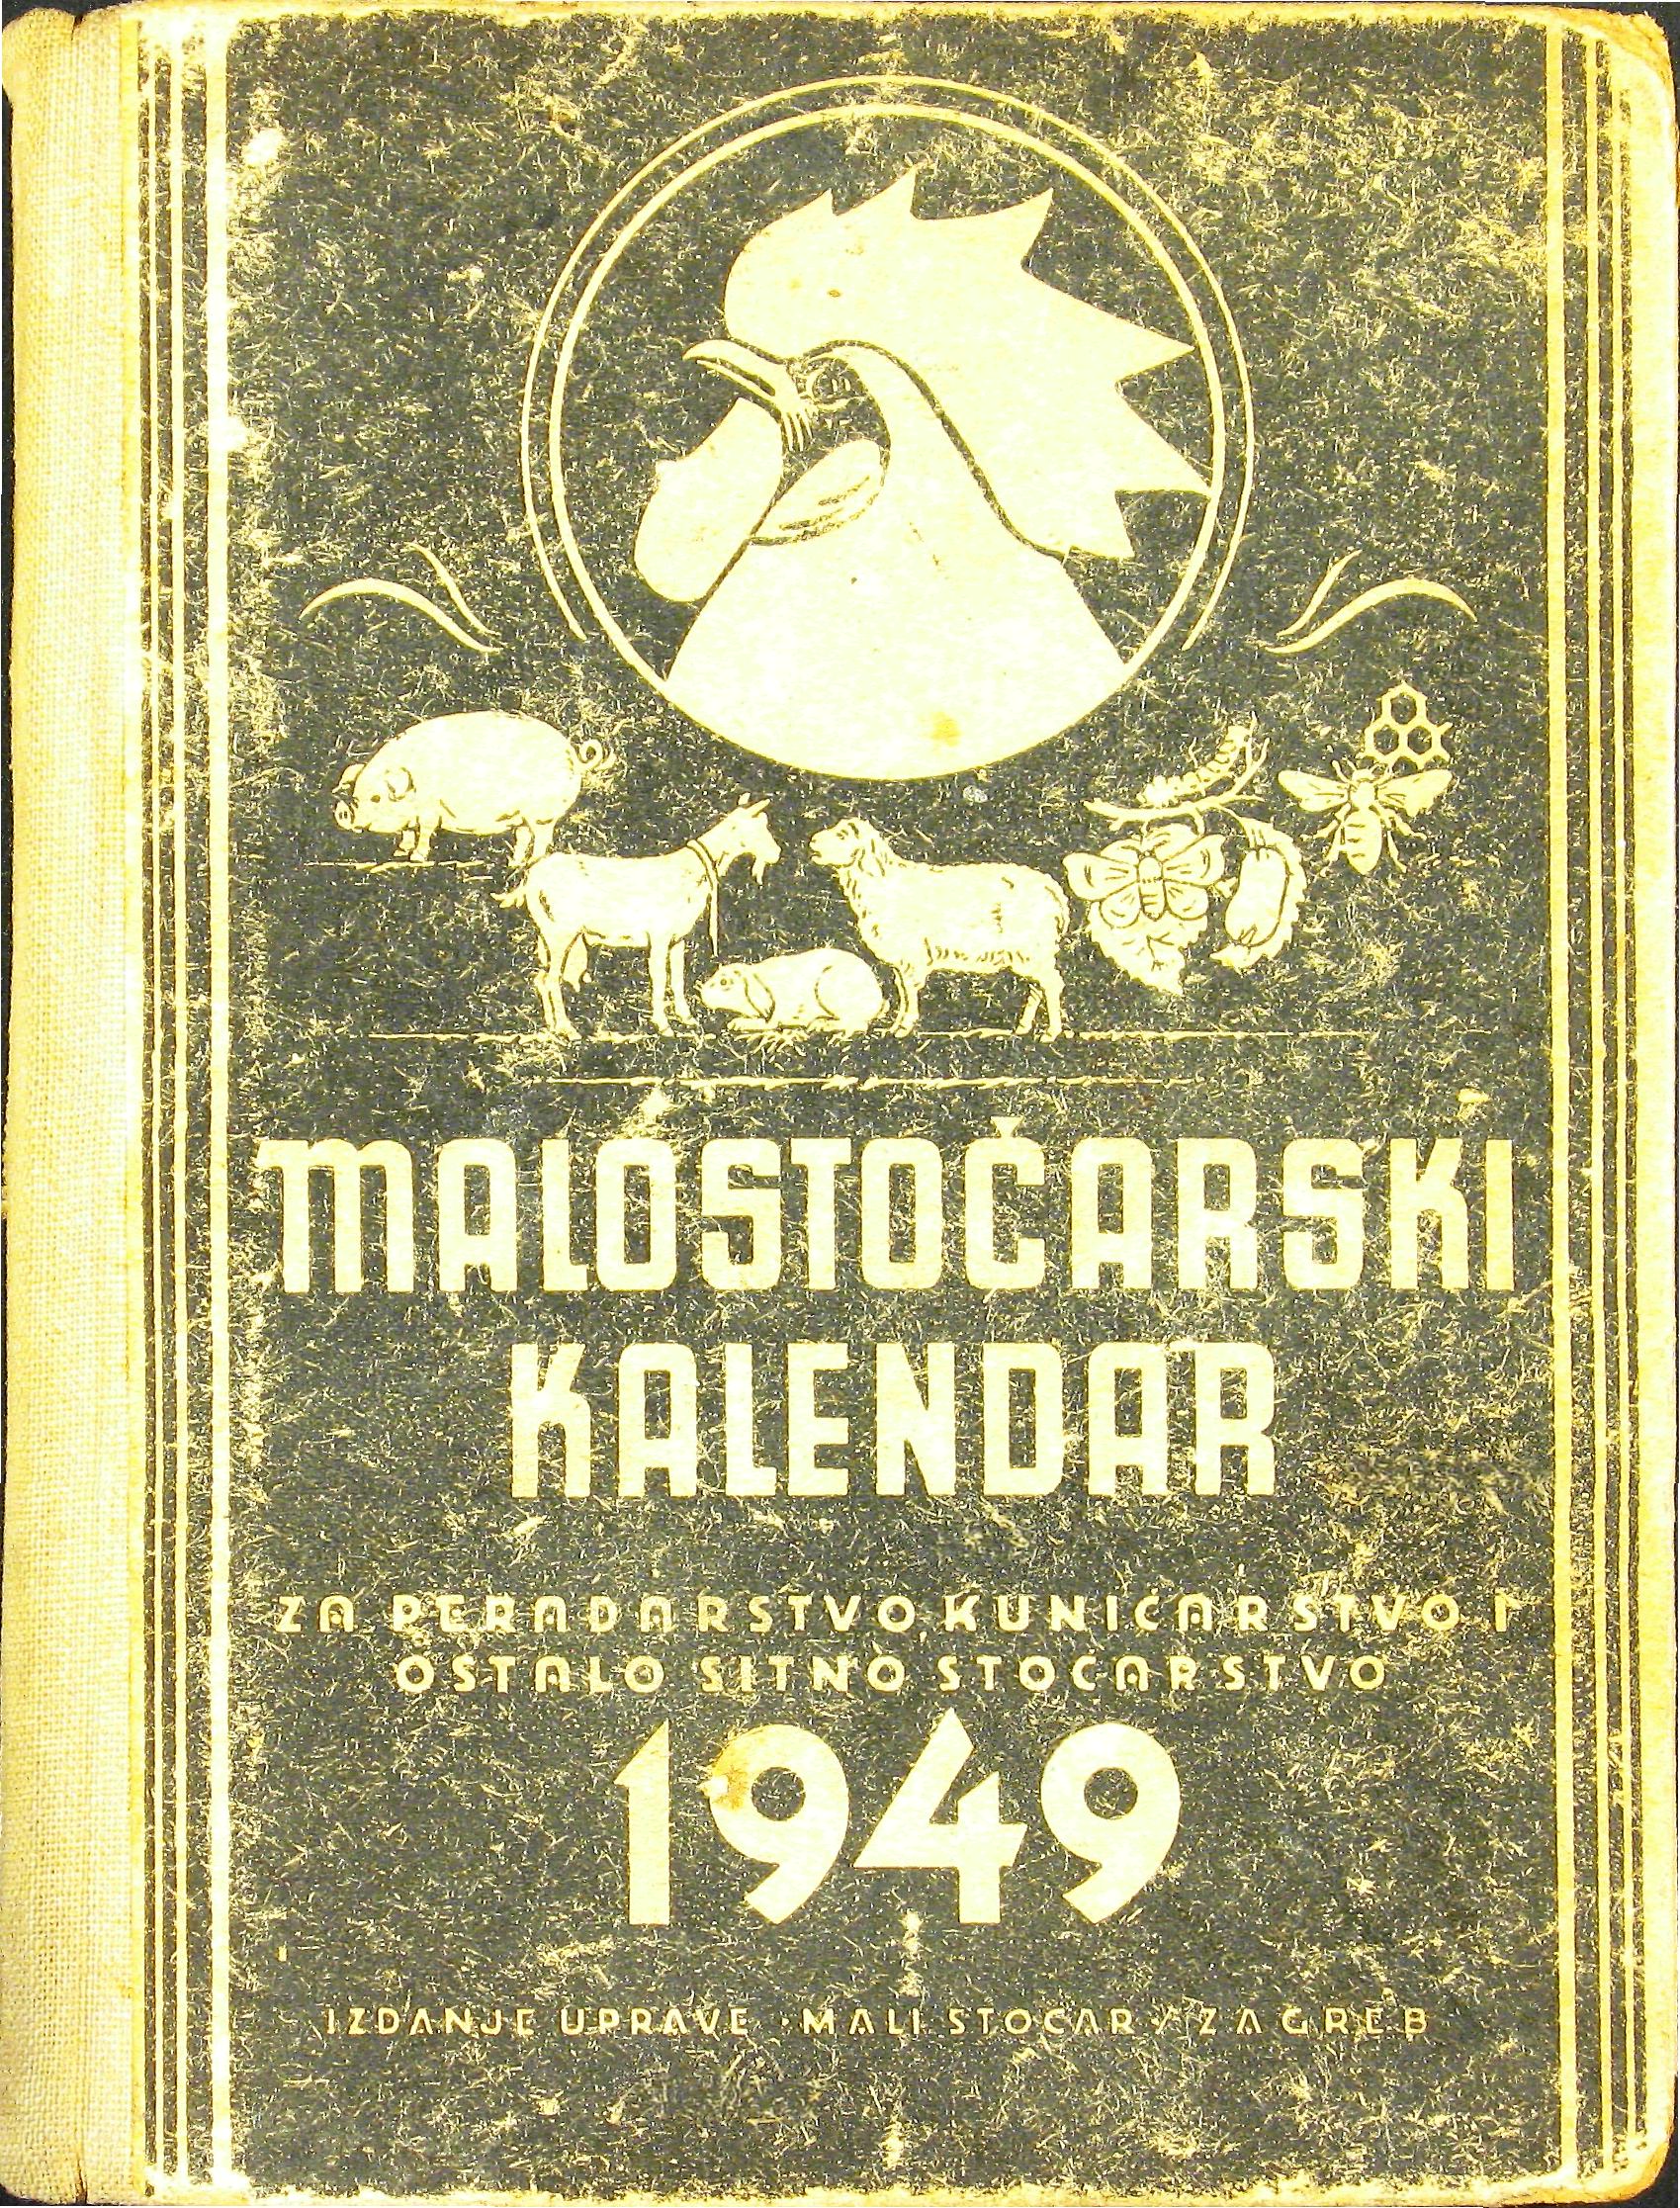 MALOSTOČARSKI
KALENDAR
ZA PERADARSTVO, KUNIĆARSTVO I
OSTALO SITNO STOČARSTVO
1949
IZDANJE UPRAVE · MALI STOČAR · ZAGREB